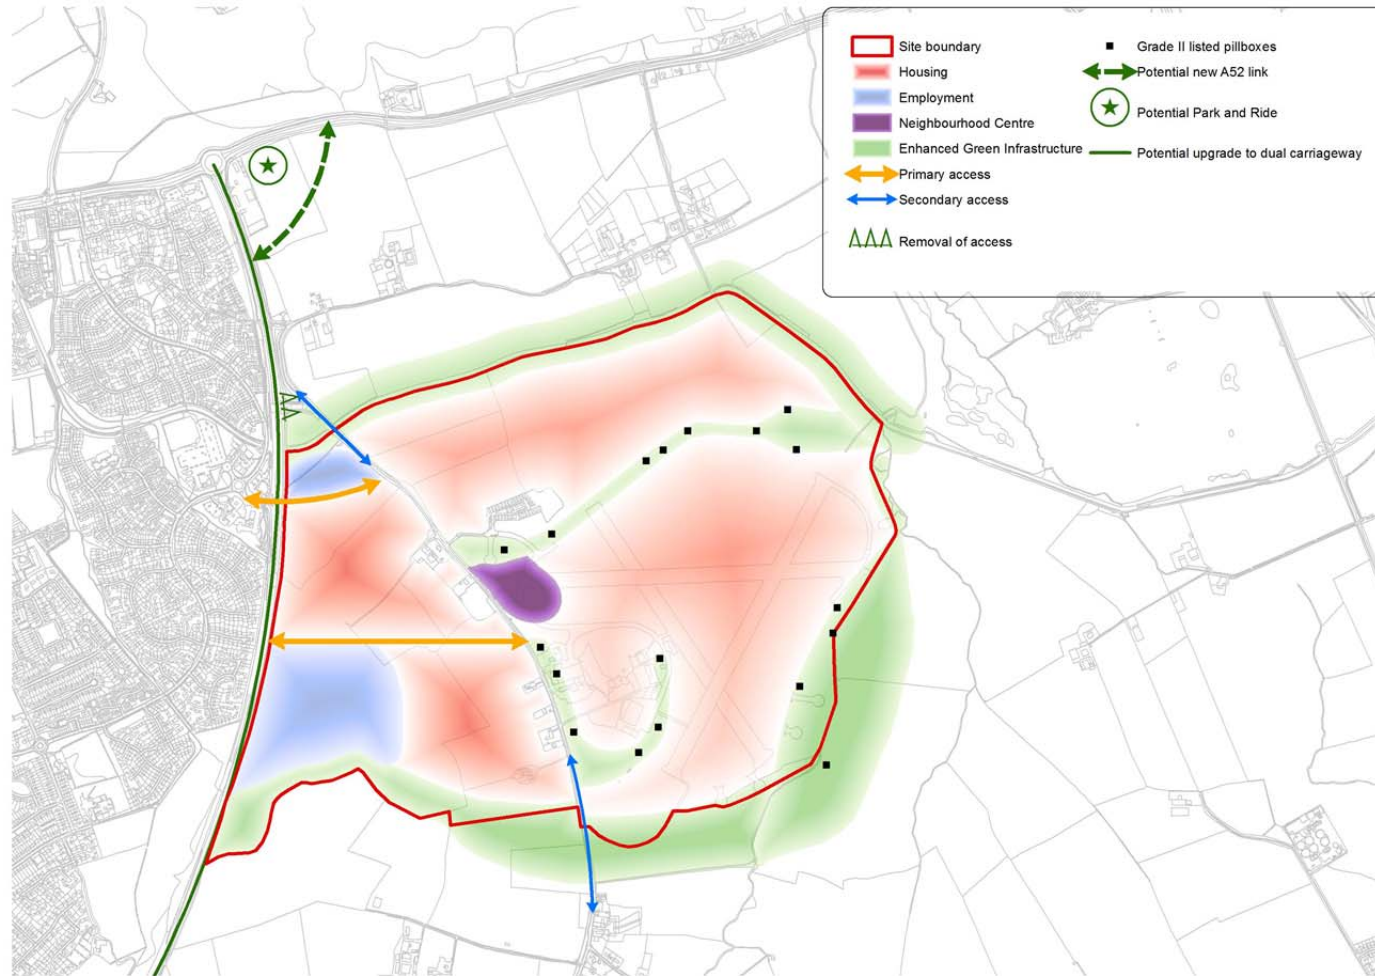 Site boundary
Housing
Employment
Neighbourhood Centre
Enhanced Green Infrastructure
Primary access
Secondary access
Removal of access
Grade II listed pillboxes
Potential new A52 link
Potential Park and Ride
Potential upgrade to dual carriageway